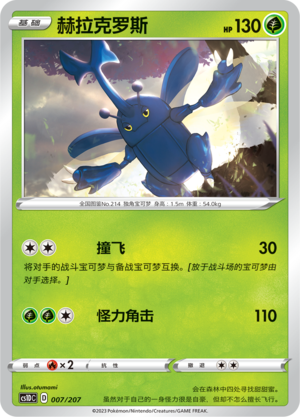 基础
赫拉克罗斯
HP 130
全国图鉴No.214 独角宝可梦 身高：1.5m 体重：54.0kg
撞飞 30
将对手的战斗宝可梦与备战宝可梦互换。[放于战斗场的宝可梦由
对手选择。]
怪力角击 110
弱点 ×2 抗性 撤退
Illus.otumami
CS1DC D 007/207
会在森林中四处寻找甜甜蜜。
虽然对于自己的一身怪力很是自豪，但却不怎么擅长飞翔。
©2023 Pokémon/Nintendo/Creatures/GAME FREAK.